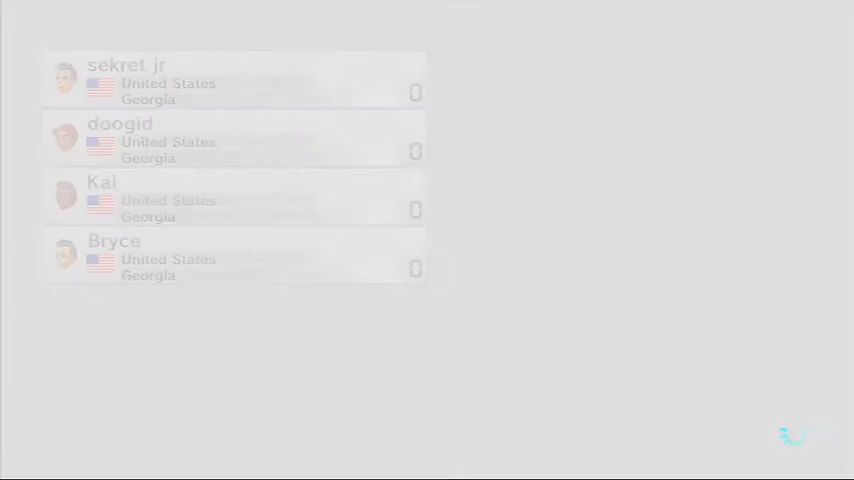 sekret jr
United States
Georgia
0
doogid
United States
Georgia
0
Kai
United States
Georgia
0
Bryce
United States
Georgia
0